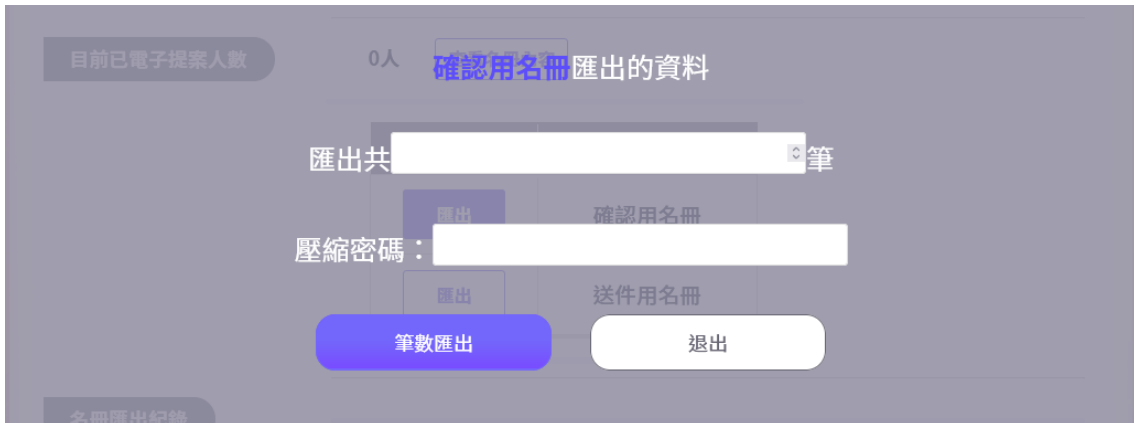 目前已電子提案人數
0人
確認用名冊匯出的資料
匯出共
筆
匯出
確認用名冊
壓縮密碼：
匯出
送件用名冊
筆數匯出
退出
名冊匯出紀錄